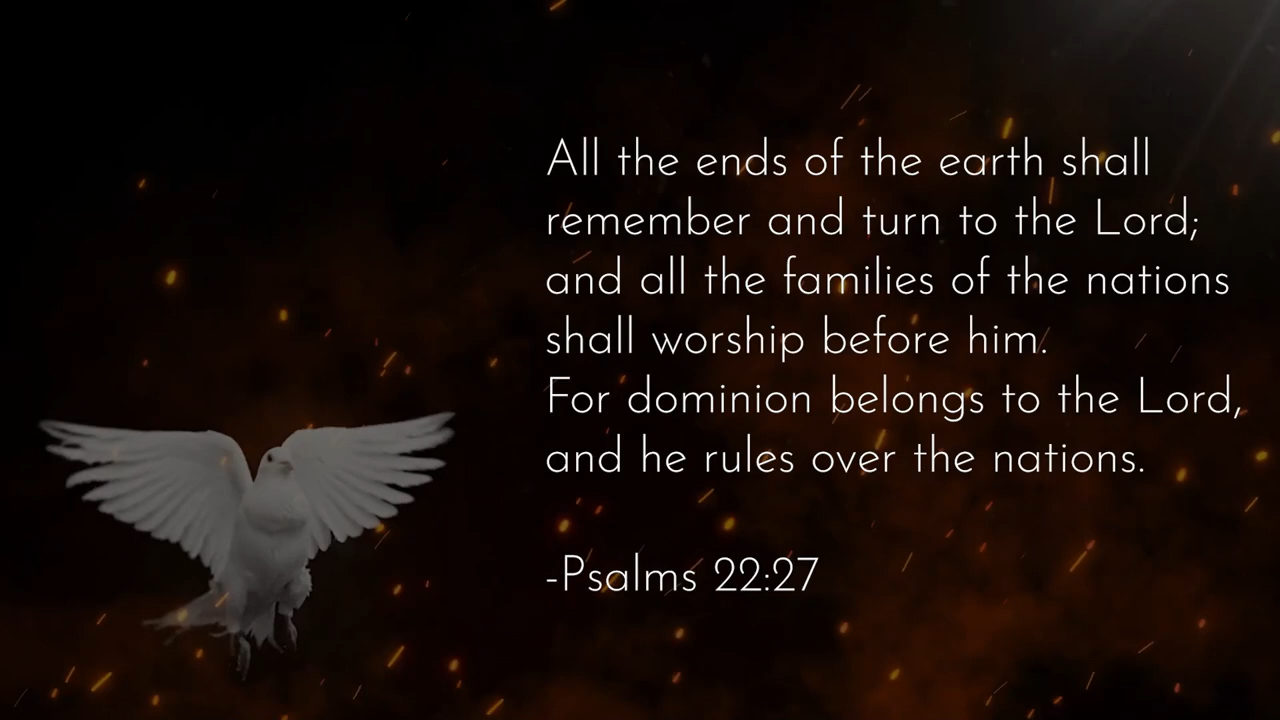 All the ends of the earth shall
remember and turn to the Lord;
and all the families of the nations
shall worship before him.
For dominion belongs to the Lord,
and he rules over the nations.
-Psalms 22:27